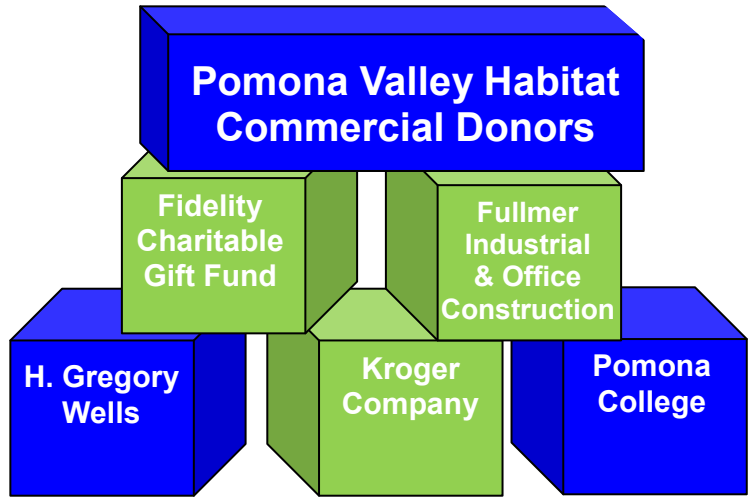 Pomona Valley Habitat
Commercial Donors
Fidelity
Charitable
Gift Fund
Fullmer
Industrial
& Office
Construction
H. Gregory
Wells
Kroger
Company
Pomona
College